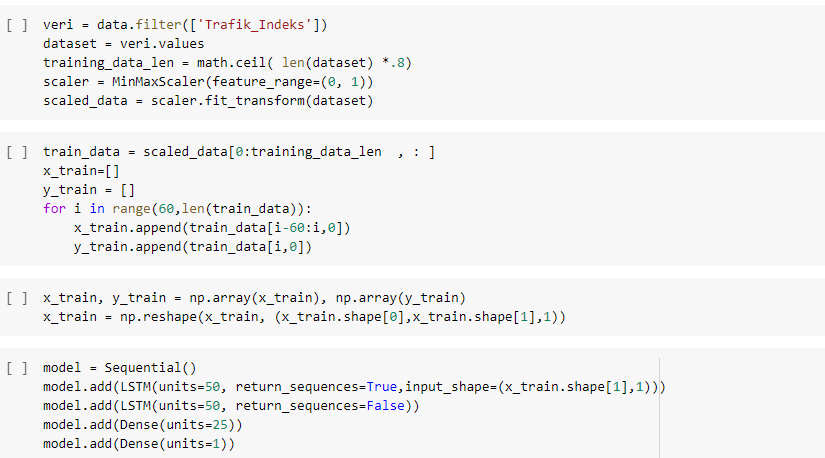 [ ] veri = data.filter(['Trafik_Indeks'])
dataset = veri.values
training_data_len = math.ceil( len(dataset) *.8)
scaler = MinMaxScaler(feature_range=(0, 1))
scaled_data = scaler.fit_transform(dataset)
[ ] train_data = scaled_data[0:training_data_len  , : ]
x_train=[]
y_train = []
for i in range(60,len(train_data)):
    x_train.append(train_data[i-60:i,0])
    y_train.append(train_data[i,0])
[ ] x_train, y_train = np.array(x_train), np.array(y_train)
x_train = np.reshape(x_train, (x_train.shape[0],x_train.shape[1],1))
[ ] model = Sequential()
model.add(LSTM(units=50, return_sequences=True,input_shape=(x_train.shape[1],1)))
model.add(LSTM(units=50, return_sequences=False))
model.add(Dense(units=25))
model.add(Dense(units=1))